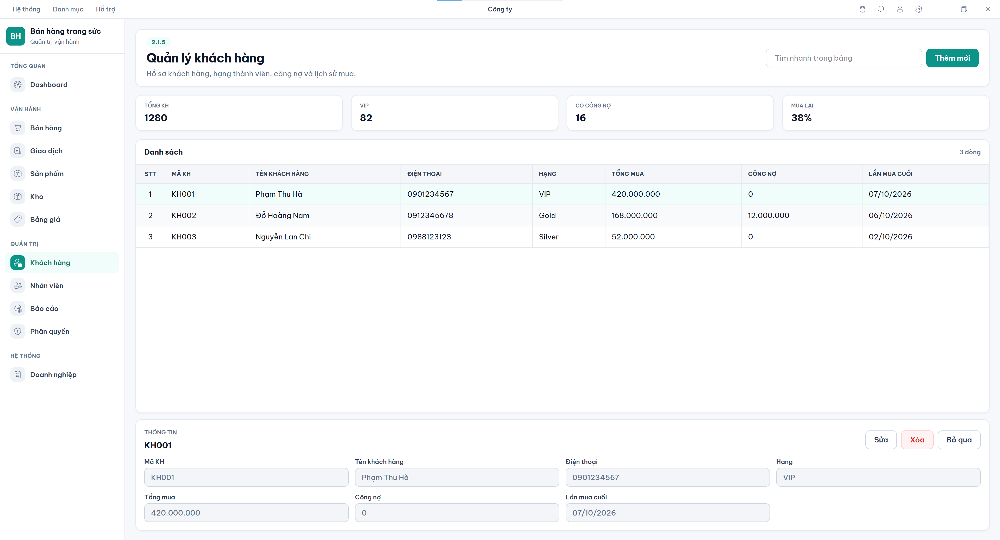 Hệ thống Danh mục Hỗ trợ Công ty
BH Bán hàng trang sức
Quản trị vận hành
TỔNG QUAN
Dashboard
VẬN HÀNH
Bán hàng
Giao dịch
Sản phẩm
Kho
Bảng giá
QUẢN TRỊ
Khách hàng
Nhân viên
Báo cáo
Phân quyền
HỆ THỐNG
Doanh nghiệp
2.1.5
Quản lý khách hàng
Hồ sơ khách hàng, hạng thành viên, công nợ và lịch sử mua.
Tìm nhanh trong bảng Thêm mới
TỔNG KH VIP CÓ CÔNG NỢ MUA LẠI
1280 82 16 38%
Danh sách 3 dòng
STT MÃ KH TÊN KHÁCH HÀNG ĐIỆN THOẠI HẠNG TỔNG MUA CÔNG NỢ LẦN MUA CUỐI
1 KH001 Phạm Thu Hà 0901234567 VIP 420.000.000 0 07/10/2026
2 KH002 Đỗ Hoàng Nam 0912345678 Gold 168.000.000 12.000.000 06/10/2026
3 KH003 Nguyễn Lan Chi 0988123123 Silver 52.000.000 0 02/10/2026
THÔNG TIN
KH001
Sửa Xóa Bỏ qua
Mã KH Tên khách hàng Điện thoại Hạng
KH001 Phạm Thu Hà 0901234567 VIP
Tổng mua Công nợ Lần mua cuối
420.000.000 0 07/10/2026